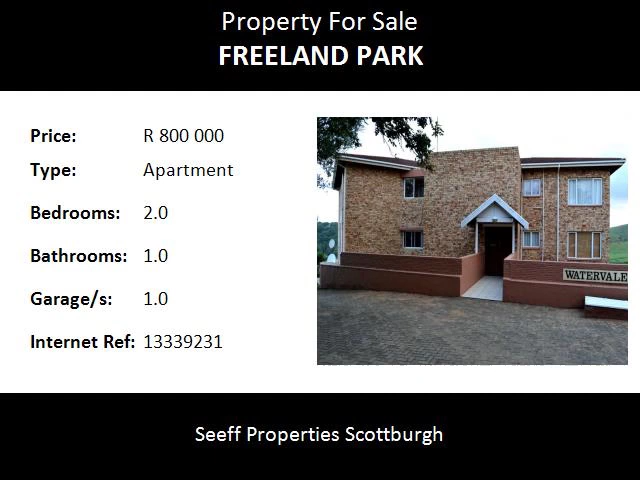 Property For Sale
FREELAND PARK
Price: R 800 000
Type: Apartment
Bedrooms: 2.0
Bathrooms: 1.0
Garage/s: 1.0
Internet Ref: 13339231
WATERVALE
Seeff Properties Scottburgh